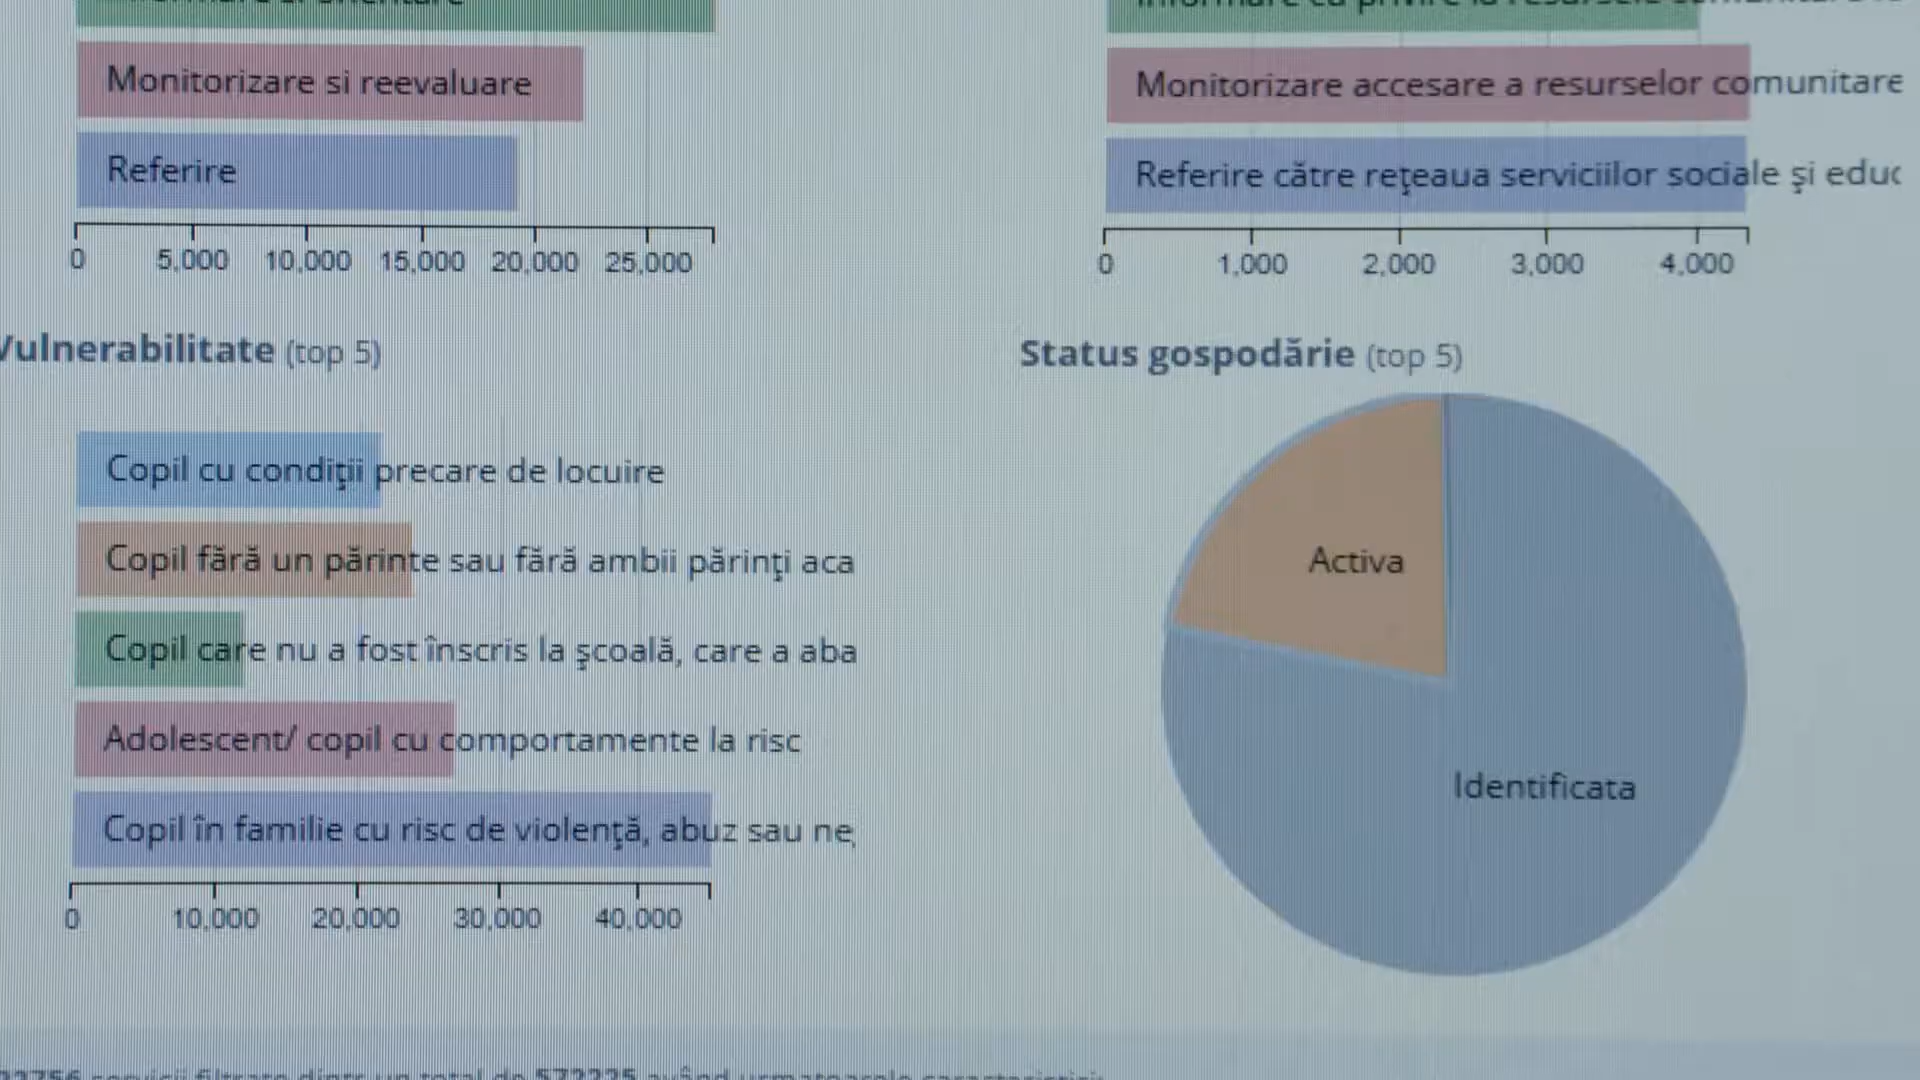 Monitorizare si reevaluare
Referire
0 5,000 10,000 15,000 20,000 25,000
Monitorizare accesare a resurselor comunitare
Referire către reţeaua serviciilor sociale şi educ
0 1,000 2,000 3,000 4,000
Vulnerabilitate (top 5)
Copil cu condiţii precare de locuire
Copil fără un părinte sau fără ambii părinţi aca
Copil care nu a fost înscris la şcoală, care a aba
Adolescent/ copil cu comportamente la risc
Copil în familie cu risc de violenţă, abuz sau ne
0 10,000 20,000 30,000 40,000
Status gospodărie (top 5)
Activa
Identificata